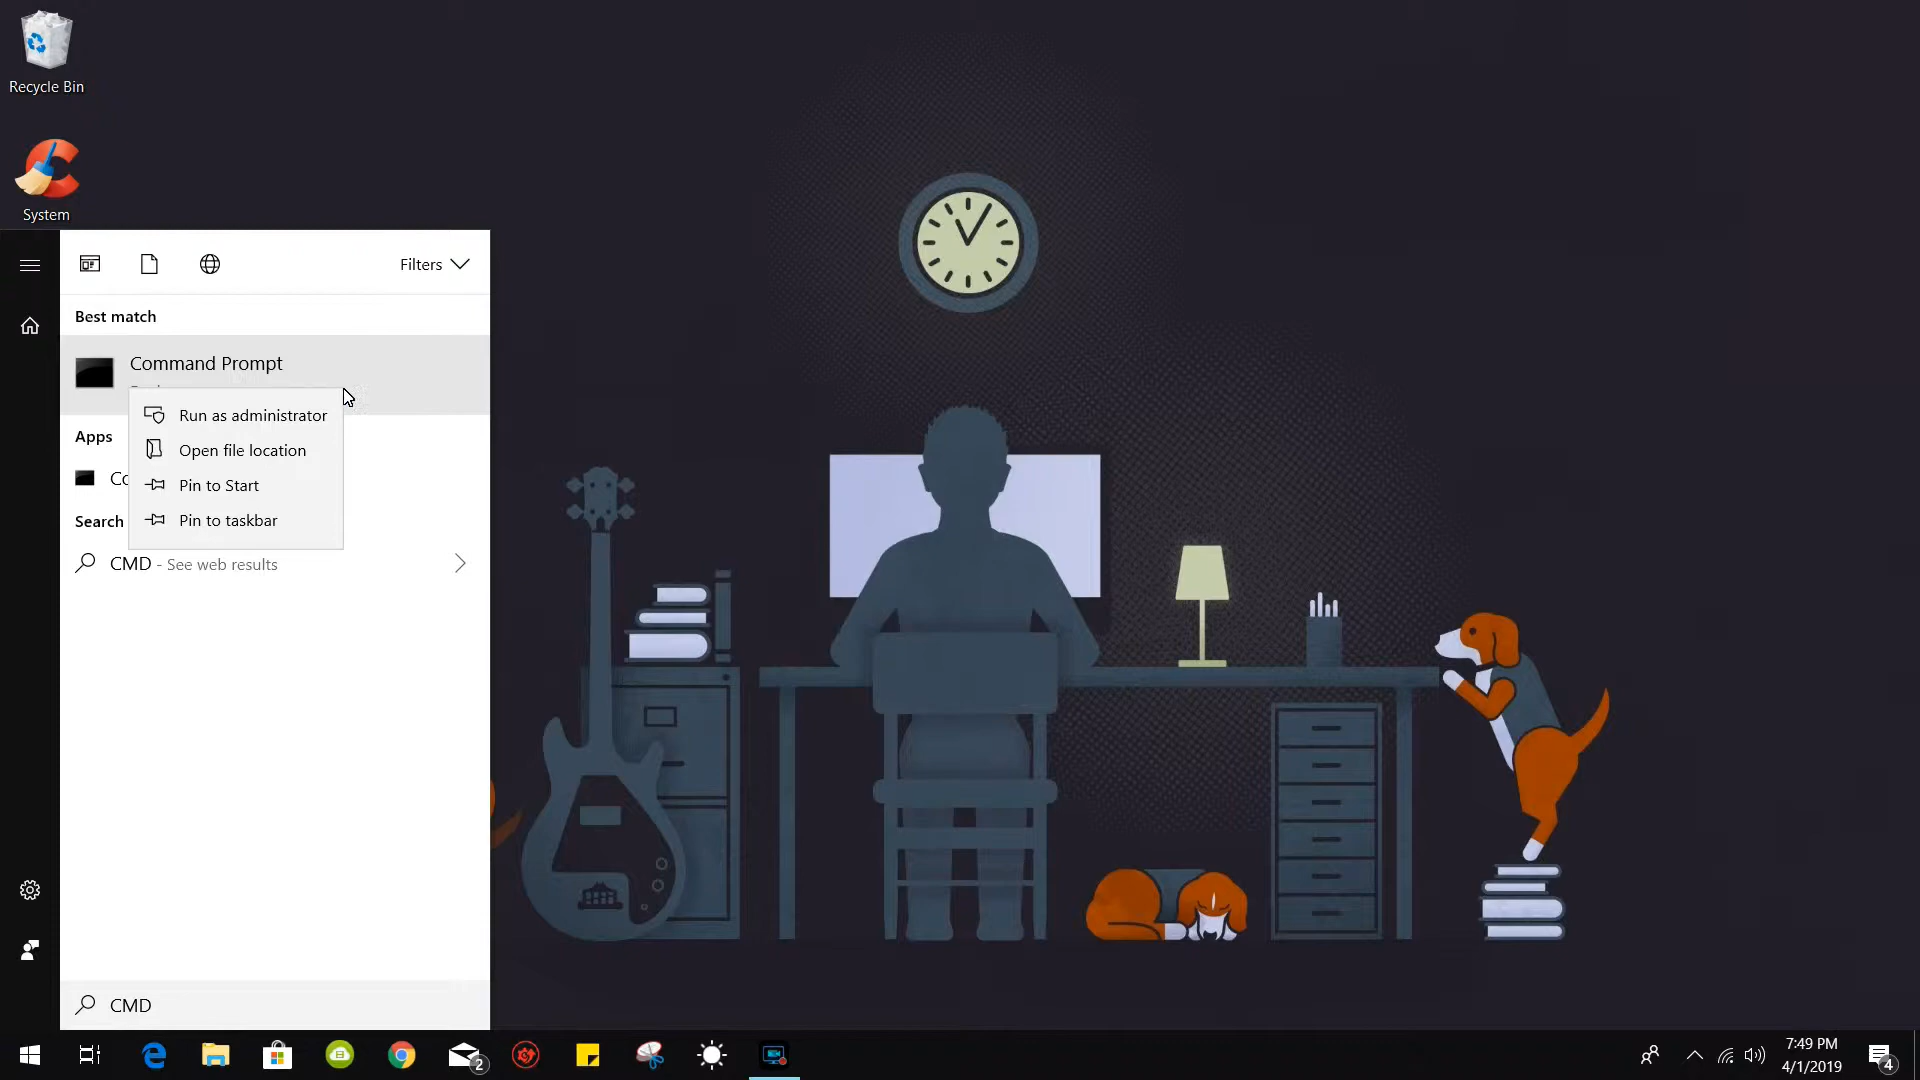 Recycle Bin
System
Filters
Best match
Command Prompt
Run as administrator
Apps
Open file location
Pin to Start
Search
Pin to taskbar
CMD - See web results
CMD
2
7:49 PM
4/1/2019
4